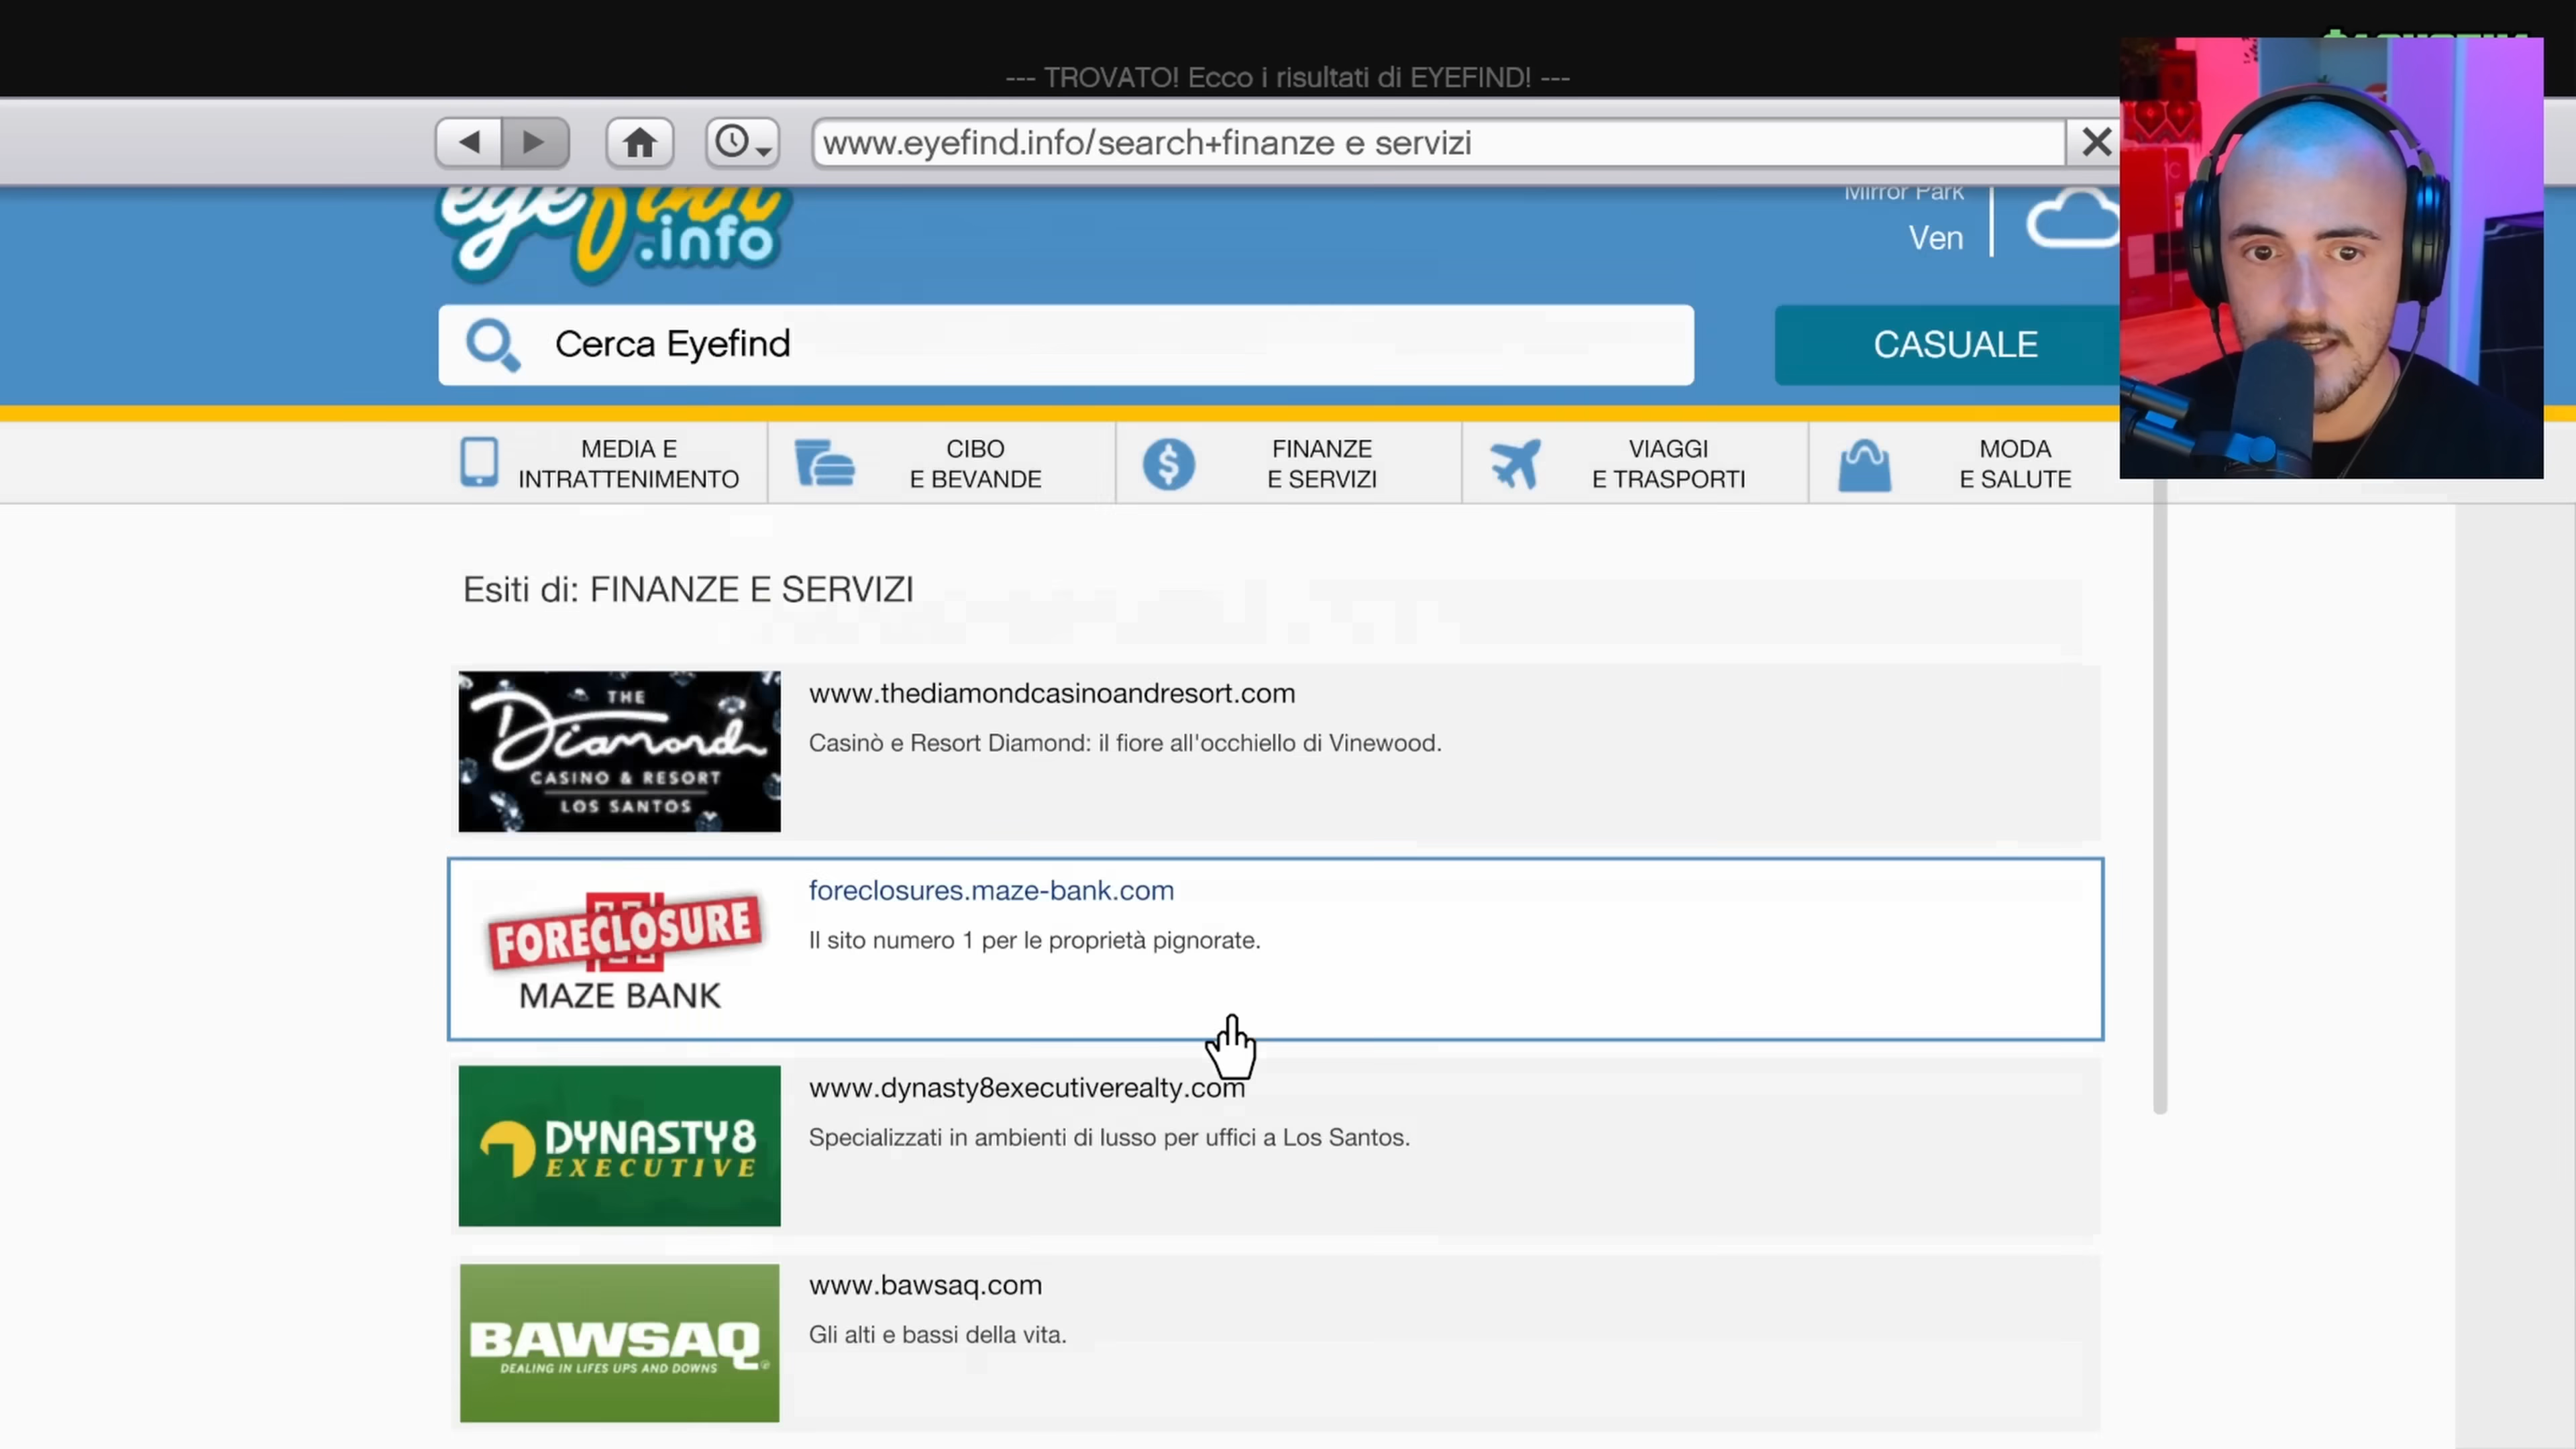 --- TROVATO! Ecco i risultati di EYEFIND! ---
www.eyefind.info/search+finanze e servizi
eyefind
.info
Mirror Park
Ven
Cerca Eyefind
CASUALE
MEDIA E
INTRATTENIMENTO
CIBO
E BEVANDE
FINANZE
E SERVIZI
VIAGGI
E TRASPORTI
MODA
E SALUTE
Esiti di: FINANZE E SERVIZI
THE
Diamond
CASINO & RESORT
LOS SANTOS
www.thediamondcasinoandresort.com
Casinò e Resort Diamond: il fiore all'occhiello di Vinewood.
FORECLOSURE
MAZE BANK
foreclosures.maze-bank.com
Il sito numero 1 per le proprietà pignorate.
DYNASTY8
EXECUTIVE
www.dynasty8executiverealty.com
Specializzati in ambienti di lusso per uffici a Los Santos.
BAWSAQ
DEALING IN LIFES UPS AND DOWNS
www.bawsaq.com
Gli alti e bassi della vita.